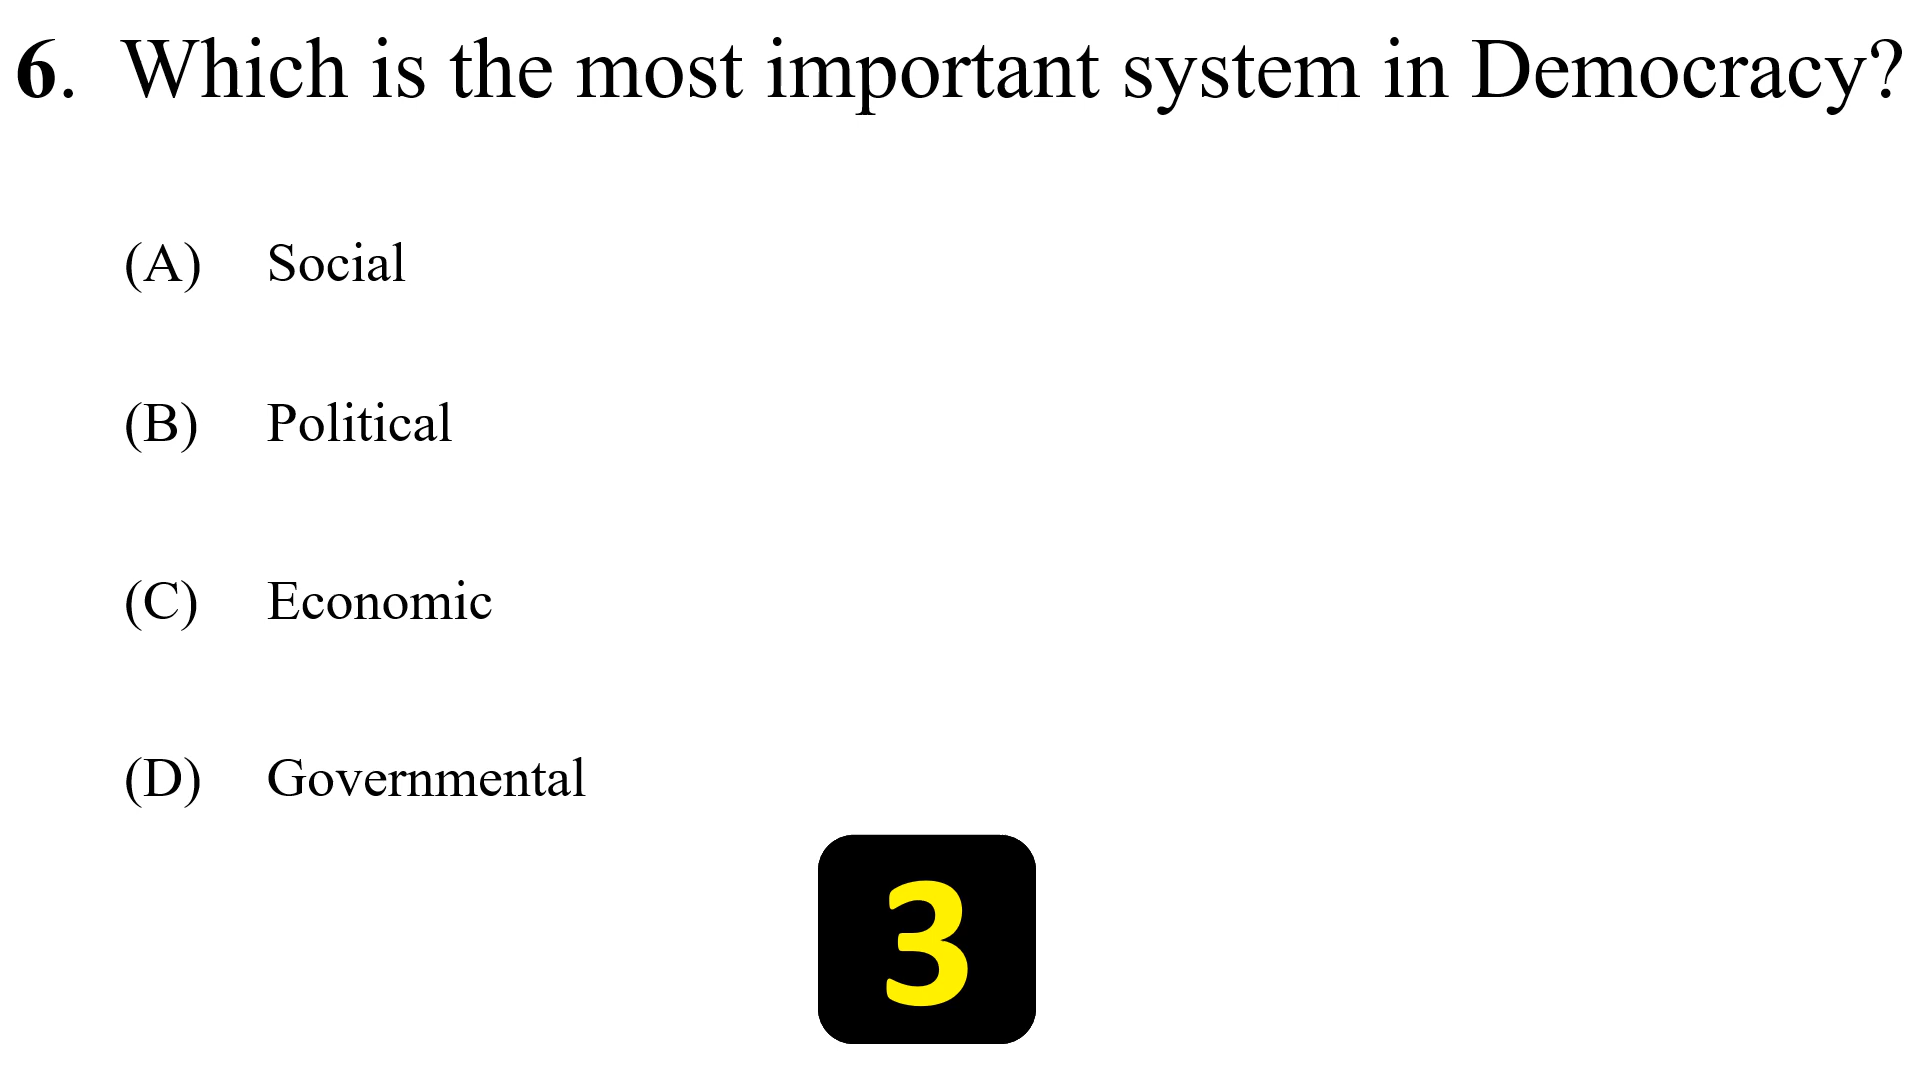 6. Which is the most important system in Democracy?
(A) Social
(B) Political
(C) Economic
(D) Governmental
3